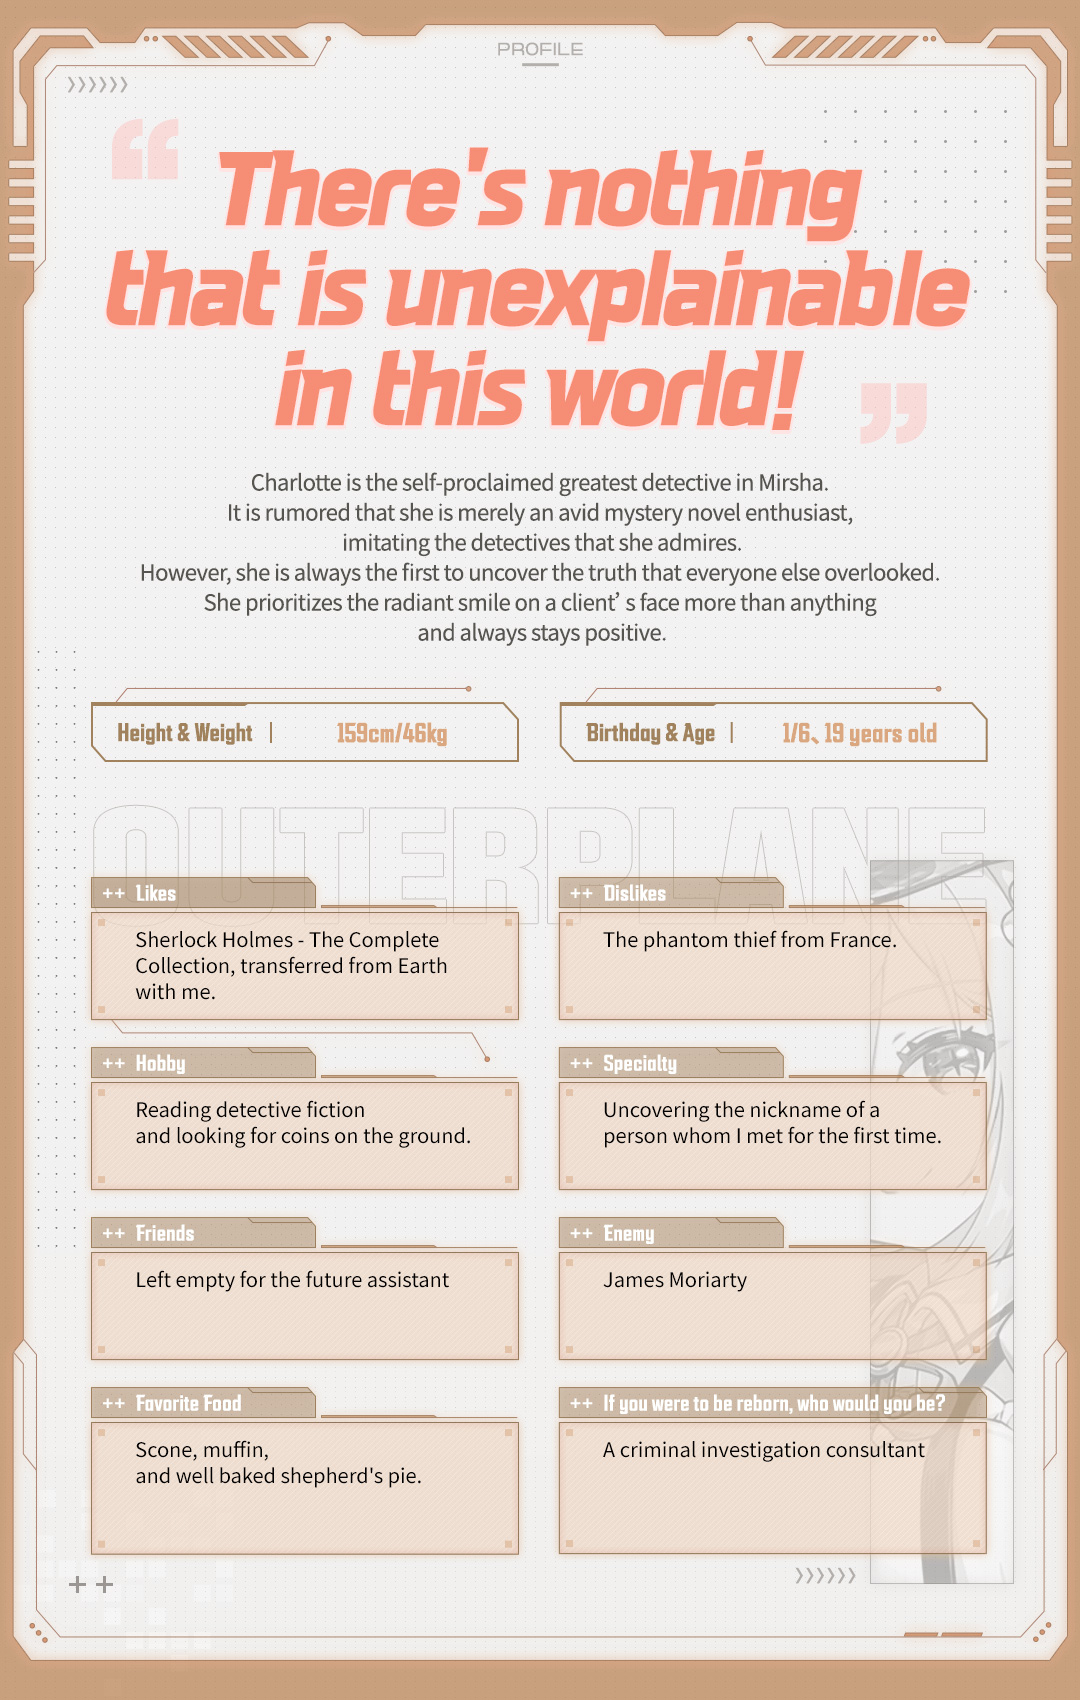 PROFILE
There's nothing
that is unexplainable
in this world!
Charlotte is the self-proclaimed greatest detective in Mirsha.
It is rumored that she is merely an avid mystery novel enthusiast,
imitating the detectives that she admires.
However, she is always the first to uncover the truth that everyone else overlooked.
She prioritizes the radiant smile on a client’ s face more than anything
and always stays positive.
Height & Weight | 159cm/46kg
Birthday & Age | 1/6、19 years old
OUTERPLANE
++ Likes
Sherlock Holmes - The Complete
Collection, transferred from Earth
with me.
++ Dislikes
The phantom thief from France.
++ Hobby
Reading detective fiction
and looking for coins on the ground.
++ Specialty
Uncovering the nickname of a
person whom I met for the first time.
++ Friends
Left empty for the future assistant
++ Enemy
James Moriarty
++ Favorite Food
Scone, muffin,
and well baked shepherd's pie.
++ If you were to be reborn, who would you be?
A criminal investigation consultant